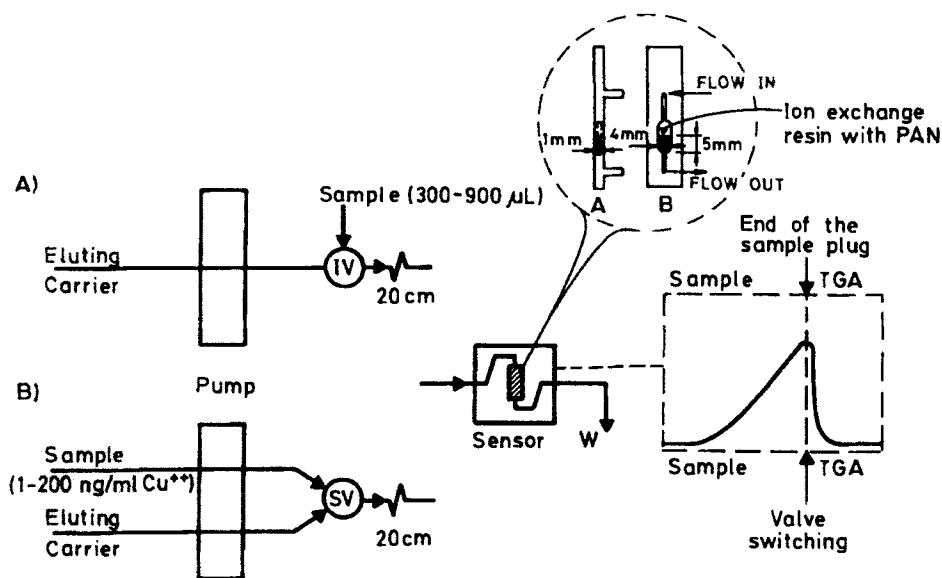 FLOW IN
Ion exchange
resin with PAN
1mm
4mm
5mm
FLOW OUT
A
B
A)
Sample (300-900 µL)
Eluting
Carrier
IV
20 cm
Pump
End of the
sample plug
Sample
TGA
Sensor
W
Sample
TGA
Valve
switching
B)
Sample
(1-200 ng/ml Cu⁺⁺)
Eluting
Carrier
SV
20cm